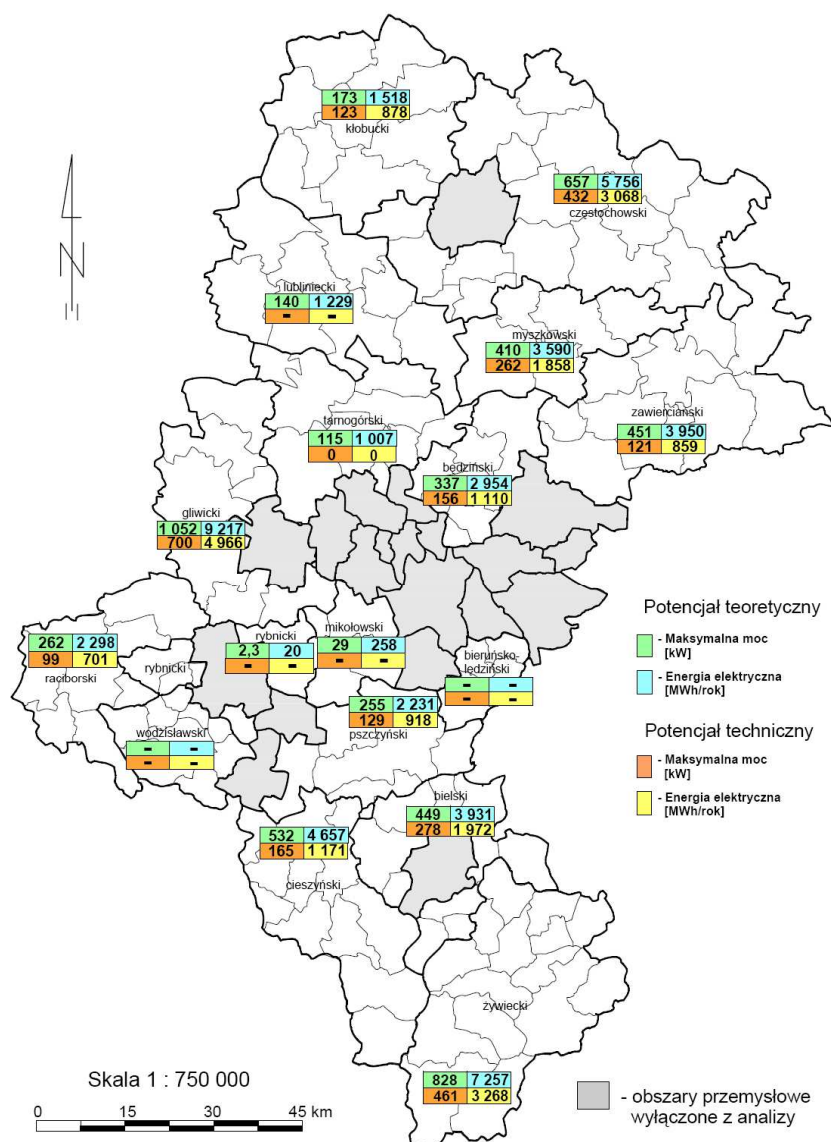 173 1 518
123 878
kłobucki
657 5 756
432 3 068
częstochowski
N
lubliniecki
140 1 229
- -
myszkowski
410 3 590
262 1 858
zawierciański
451 3 950
121 859
tarnogórski
115 1 007
0 0
będziński
337 2 954
156 1 110
gliwicki
1 052 9 217
700 4 966
262 2 298
99 701
raciborski
rybnicki
rybnicki
2,3 20
- -
mikołowski
29 258
- -
bieruńsko-
lędziński
- -
- -
255 2 231
129 918
pszczyński
wodzisławski
- -
- -
bielski
449 3 931
278 1 972
532 4 657
165 1 171
cieszyński
żywiecki
828 7 257
461 3 268
Potencjał teoretyczny
- Maksymalna moc
[kW]
- Energia elektryczna
[MWh/rok]
Potencjał techniczny
- Maksymalna moc
[kW]
- Energia elektryczna
[MWh/rok]
Skala 1 : 750 000
0 15 30 45 km
- obszary przemysłowe
wyłączone z analizy